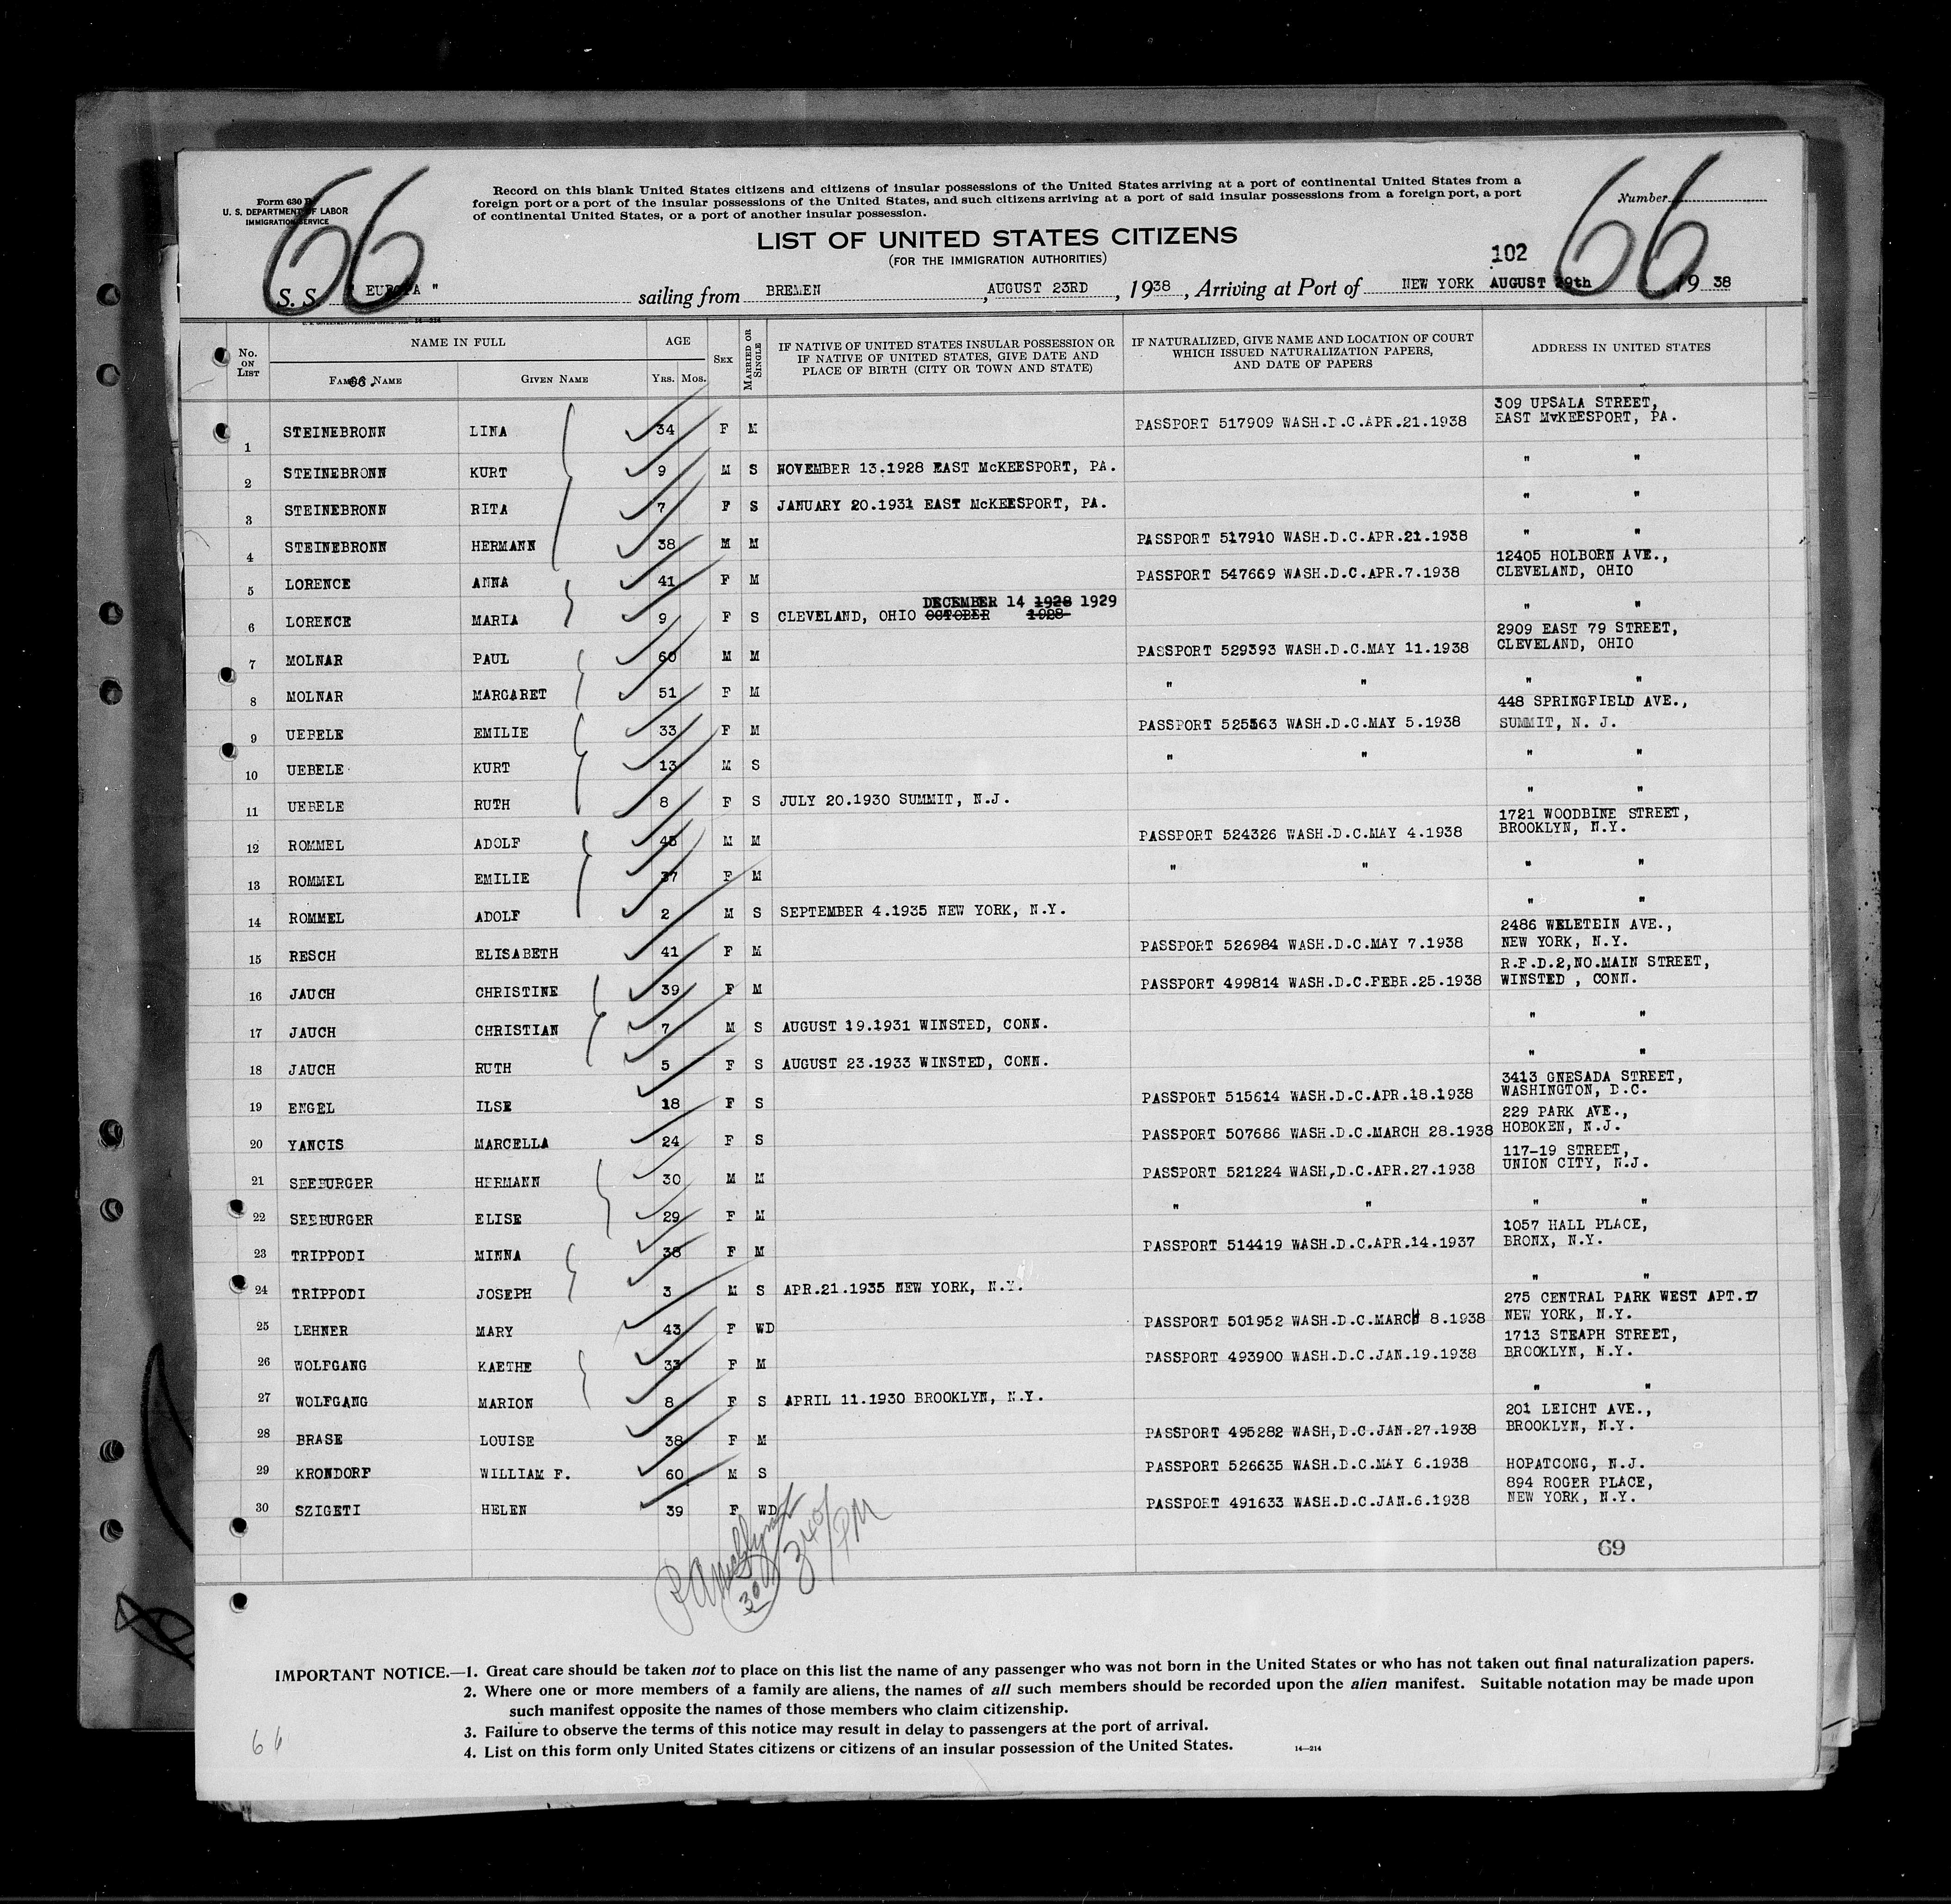 66 66
Form 630 B
U. S. DEPARTMENT OF LABOR
IMMIGRATION SERVICE
Record on this blank United States citizens and citizens of insular possessions of the United States arriving at a port of continental United States from a
foreign port or a port of the insular possessions of the United States, and such citizens arriving at a port of said insular possessions from a foreign port, a port
of continental United States, or a port of another insular possession.
Number
LIST OF UNITED STATES CITIZENS
(FOR THE IMMIGRATION AUTHORITIES)
102
S. S. " EUROPA " sailing from BREMEN, AUGUST 23RD, 1938, Arriving at Port of NEW YORK AUGUST 29th 19 38
No. ON LIST
NAME IN FULL
FAMILY NAME
66.
GIVEN NAME
AGE
YRS. MOS.
SEX
MARRIED OR SINGLE
IF NATIVE OF UNITED STATES INSULAR POSSESSION OR
IF NATIVE OF UNITED STATES, GIVE DATE AND
PLACE OF BIRTH (CITY OR TOWN AND STATE)
IF NATURALIZED, GIVE NAME AND LOCATION OF COURT
WHICH ISSUED NATURALIZATION PAPERS,
AND DATE OF PAPERS
ADDRESS IN UNITED STATES
309 UPSALA STREET,
1 STEINEBRONN LINA 34 F M PASSPORT 517909 WASH.D.C.APR.21.1938 EAST MvKEESPORT, PA.
2 STEINEBRONN KURT 9 M S NOVEMBER 13.1928 EAST McKEESPORT, PA. " "
3 STEINEBRONN RITA 7 F S JANUARY 20.1931 EAST McKEESPORT, PA. " "
4 STEINEBRONN HERMANN 38 M M PASSPORT 517910 WASH.D.C.APR.21.1938 " "
12405 HOLBORN AVE.,
5 LORENCE ANNA 41 F M PASSPORT 547669 WASH.D.C.APR.7.1938 CLEVELAND, OHIO
DECEMBER 14 1928 1929
6 LORENCE MARIA 9 F S CLEVELAND, OHIO OCTOBER 1928 " "
2909 EAST 79 STREET,
7 MOLNAR PAUL 60 M M PASSPORT 529393 WASH.D.C.MAY 11.1938 CLEVELAND, OHIO
8 MOLNAR MARGARET 51 F M " " " "
448 SPRINGFIELD AVE.,
9 UEBELE EMILIE 33 F M PASSPORT WASH.D.C.MAY 5.1938 SUMMIT, N. J.
10 UEBELE KURT 13 M S " " " "
11 UEBELE RUTH 8 F S JULY 20.1930 SUMMIT, N.J. " "
1721 WOODBINE STREET,
12 ROMMEL ADOLF M M PASSPORT 524326 WASH.D.C.MAY 4.1938 BROOKLYN, N.Y.
13 ROMMEL EMILIE 37 F M " " " "
14 ROMMEL ADOLF 2 M S SEPTEMBER 4.1935 NEW YORK, N.Y. " "
2486 WELETEIN AVE.,
15 RESCH ELISABETH 41 F M PASSPORT 526984 WASH.D.C.MAY 7.1938 NEW YORK, N.Y.
R.F.D.2,NO.MAIN STREET,
16 JAUCH CHRISTINE 39 F M PASSPORT 499814 WASH.D.C.FEBR.25.1938 WINSTED , CONN.
17 JAUCH CHRISTIAN 7 M S AUGUST 19.1931 WINSTED, CONN. " "
18 JAUCH RUTH 5 F S AUGUST 23.1933 WINSTED, CONN. " "
3413 GNESADA STREET,
19 ENGEL ILSE 18 F S PASSPORT 515614 WASH.D.C.APR.18.1938 WASHINGTON, D.C.
229 PARK AVE.,
20 YANCIS MARCELLA 24 F S PASSPORT 507686 WASH.D.C.MARCH 28.1938 HOBOKEN, N.J.
117-19 STREET,
21 SEEBURGER HERMANN 30 M M PASSPORT 521224 WASH,D.C.APR.27.1938 UNION CITY, N.J.
22 SEEBURGER ELISE 29 F M " " " "
1057 HALL PLACE,
23 TRIPPODI MINNA 38 F M PASSPORT 514419 WASH.D.C.APR.14.1937 BRONX, N.Y.
24 TRIPPODI JOSEPH 3 M S APR.21.1935 NEW YORK, N.Y. " "
275 CENTRAL PARK WEST APT.17
25 LEHNER MARY 43 F WD PASSPORT 501952 WASH.D.C.MARCH 8.1938 NEW YORK, N.Y.
1713 STEAPH STREET,
26 WOLFGANG KAETHE 33 F M PASSPORT 493900 WASH.D.C.JAN.19.1938 BROOKLYN, N.Y.
27 WOLFGANG MARION 8 F S APRIL 11.1930 BROOKLYN, N.Y. " "
201 LEICHT AVE.,
28 BRASE LOUISE 38 F M PASSPORT 495282 WASH,D.C.JAN.27.1938 BROOKLYN, N.Y.
29 KRONDORF WILLIAM F. 60 M S PASSPORT 526635 WASH.D.C.MAY 6.1938 HOPATCONG, N.J.
894 ROGER PLACE,
30 SZIGETI HELEN 39 F WD PASSPORT 491633 WASH.D.C.JAN.6.1938 NEW YORK, N.Y.
340/PM
30
69
IMPORTANT NOTICE.—1. Great care should be taken not to place on this list the name of any passenger who was not born in the United States or who has not taken out final naturalization papers.
2. Where one or more members of a family are aliens, the names of all such members should be recorded upon the alien manifest. Suitable notation may be made upon
such manifest opposite the names of those members who claim citizenship.
3. Failure to observe the terms of this notice may result in delay to passengers at the port of arrival.
4. List on this form only United States citizens or citizens of an insular possession of the United States. 14—214
66